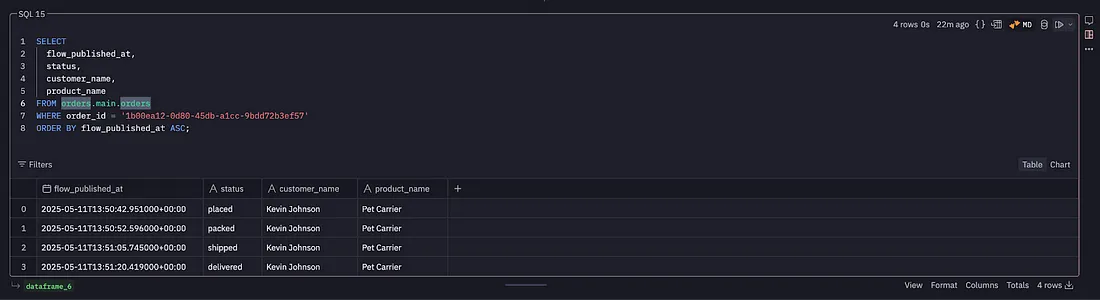 SQL 15
4 rows 0s 22m ago {} MD
1 SELECT
2 flow_published_at,
3 status,
4 customer_name,
5 product_name
6 FROM orders.main.orders
7 WHERE order_id = '1b00ea12-0d80-45db-a1cc-9bdd72b3ef57'
8 ORDER BY flow_published_at ASC;
Filters Table Chart
flow_published_at status customer_name product_name +
0 2025-05-11T13:50:42.951000+00:00 placed Kevin Johnson Pet Carrier
1 2025-05-11T13:50:52.596000+00:00 packed Kevin Johnson Pet Carrier
2 2025-05-11T13:51:05.745000+00:00 shipped Kevin Johnson Pet Carrier
3 2025-05-11T13:51:20.419000+00:00 delivered Kevin Johnson Pet Carrier
dataframe_6 View Format Columns Totals 4 rows